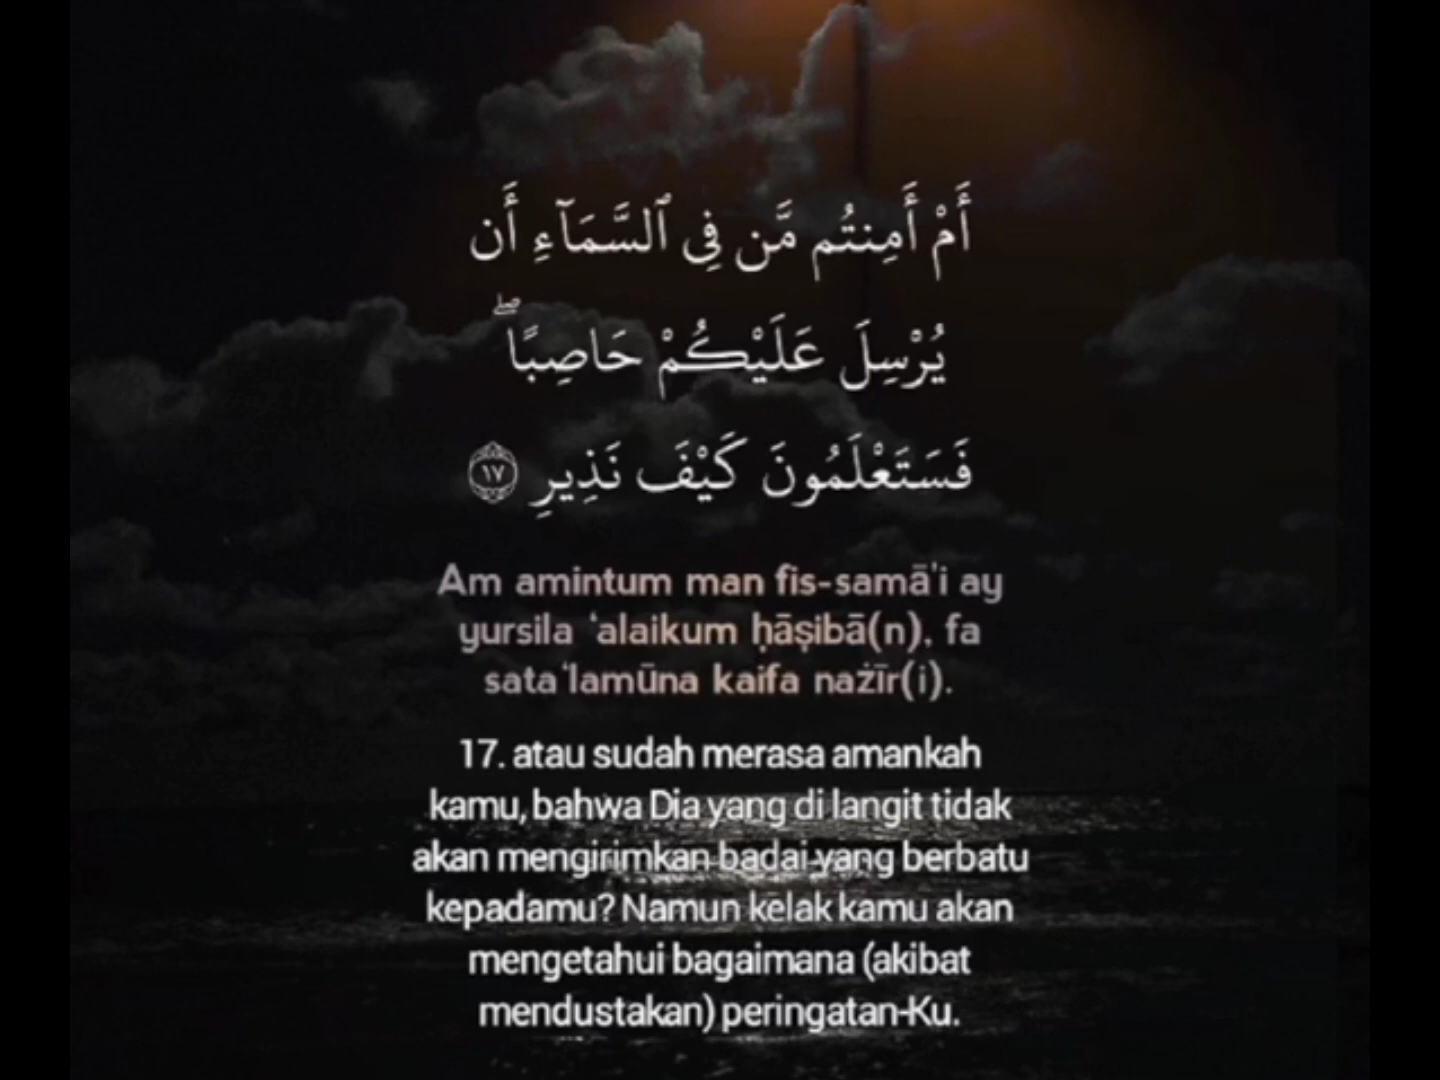 أَمْ أَمِنتُم مَّن فِى ٱلسَّمَآءِ أَن
يُرْسِلَ عَلَيْكُمْ حَاصِبًا ۖ
فَسَتَعْلَمُونَ كَيْفَ نَذِيرِ ١٧
Am amintum man fis-samā'i ay
yursila ‘alaikum ḥāṣibā(n), fa
sata‘lamūna kaifa nażīr(i).
17. atau sudah merasa amankah
kamu, bahwa Dia yang di langit tidak
akan mengirimkan badai yang berbatu
kepadamu? Namun kelak kamu akan
mengetahui bagaimana (akibat
mendustakan) peringatan-Ku.